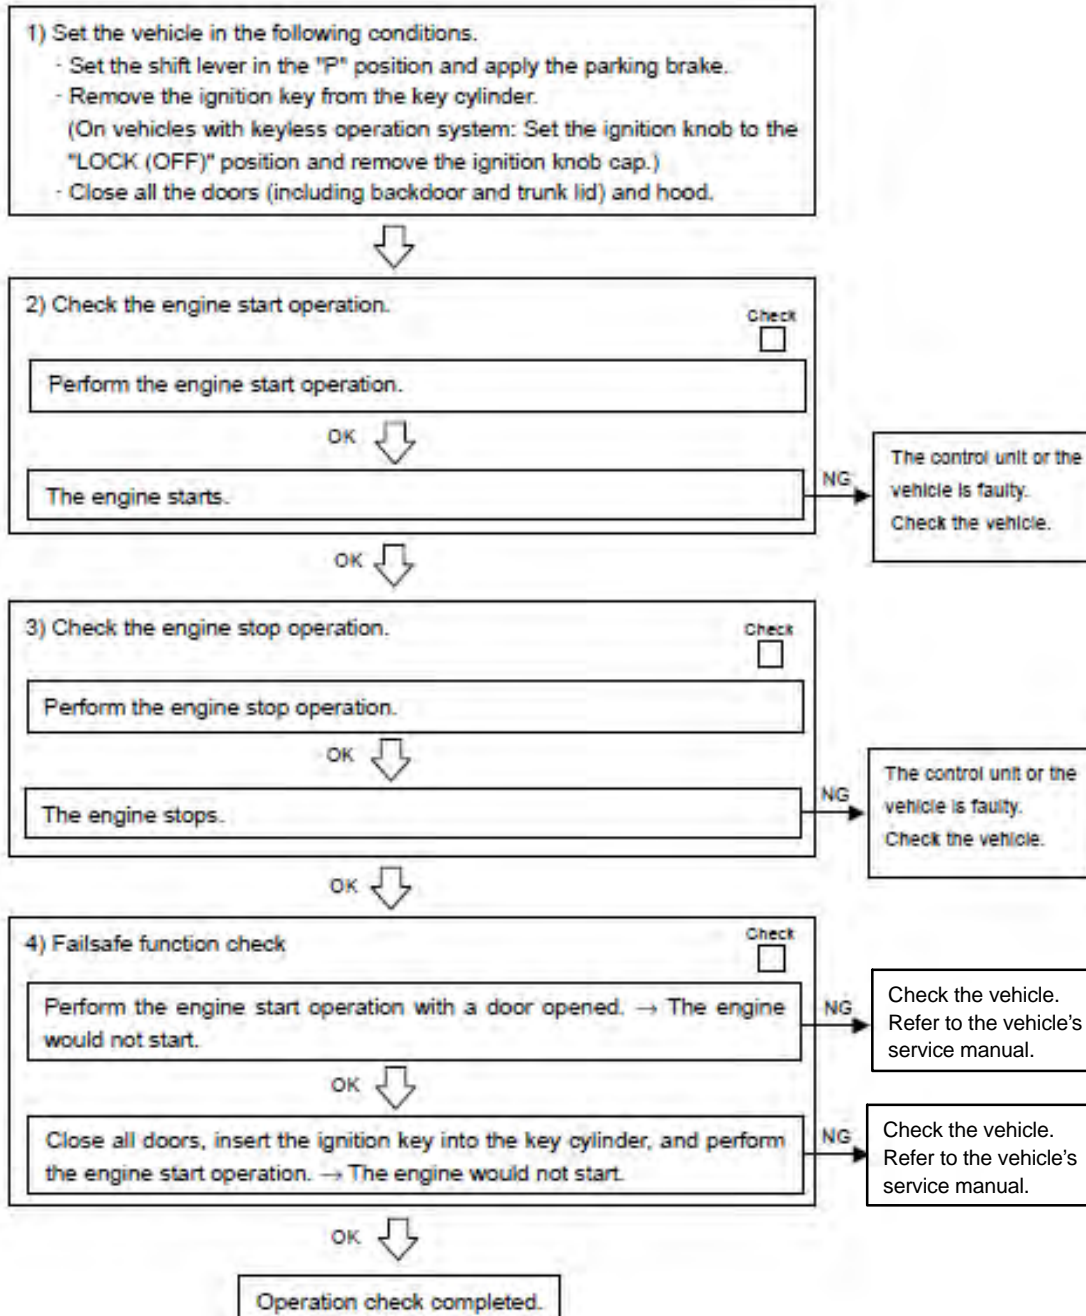 1) Set the vehicle in the following conditions.
· Set the shift lever in the "P" position and apply the parking brake.
· Remove the ignition key from the key cylinder.
(On vehicles with keyless operation system: Set the ignition knob to the
"LOCK (OFF)" position and remove the ignition knob cap.)
· Close all the doors (including backdoor and trunk lid) and hood.
2) Check the engine start operation.
Check
Perform the engine start operation.
OK
The engine starts.
NG
The control unit or the
vehicle is faulty.
Check the vehicle.
OK
3) Check the engine stop operation.
Check
Perform the engine stop operation.
OK
The engine stops.
NG
The control unit or the
vehicle is faulty.
Check the vehicle.
OK
4) Failsafe function check
Check
Perform the engine start operation with a door opened. → The engine
would not start.
NG
Check the vehicle.
Refer to the vehicle's
service manual.
OK
Close all doors, insert the ignition key into the key cylinder, and perform
the engine start operation. → The engine would not start.
NG
Check the vehicle.
Refer to the vehicle's
service manual.
OK
Operation check completed.